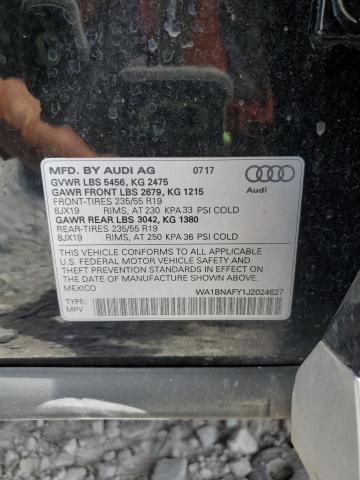 MFD. BY AUDI AG 07 17
GVWR LBS 5456, KG 2475
GAWR FRONT LBS 2679, KG 1215
FRONT-TIRES 235/55 R19
8JX19 RIMS, AT 230 KPA 33 PSI COLD
GAWR REAR LBS 3042, KG 1380
REAR-TIRES 235/55 R19
8JX19 RIMS, AT 250 KPA 36 PSI COLD
Audi
THIS VEHICLE CONFORMS TO ALL APPLICABLE
U.S. FEDERAL MOTOR VEHICLE SAFETY AND
THEFT PREVENTION STANDARDS IN EFFECT ON
THE DATE OF MANUFACTURE SHOWN ABOVE.
MEXICO
WA1BNAFY1J2024627
TYPE:
MPV